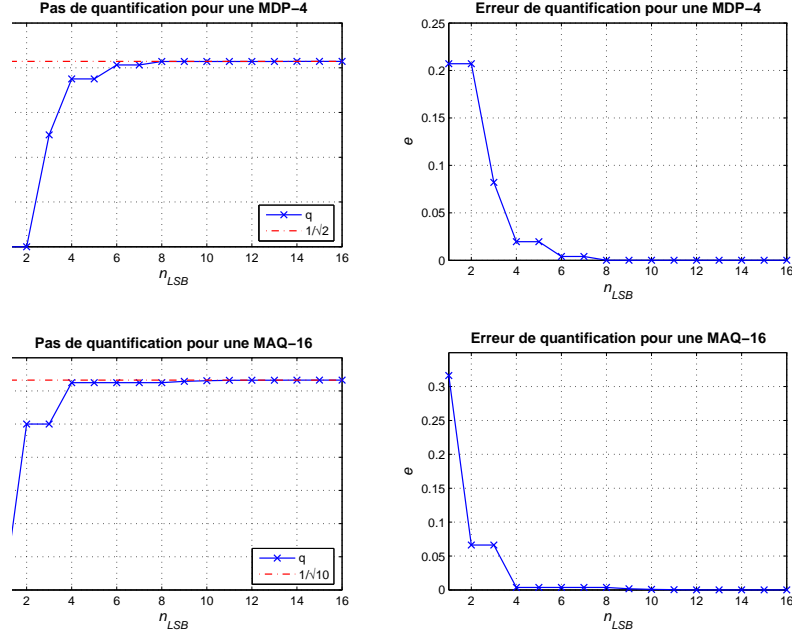 Pas de quantification pour une MDP−4
q
1/√2
2 4 6 8 10 12 14 16
n_LSB
Erreur de quantification pour une MDP−4
0.25
0.2
0.15
0.1
0.05
0
e
2 4 6 8 10 12 14 16
n_LSB
Pas de quantification pour une MAQ−16
q
1/√10
2 4 6 8 10 12 14 16
n_LSB
Erreur de quantification pour une MAQ−16
0.3
0.25
0.2
0.15
0.1
0.05
0
e
2 4 6 8 10 12 14 16
n_LSB